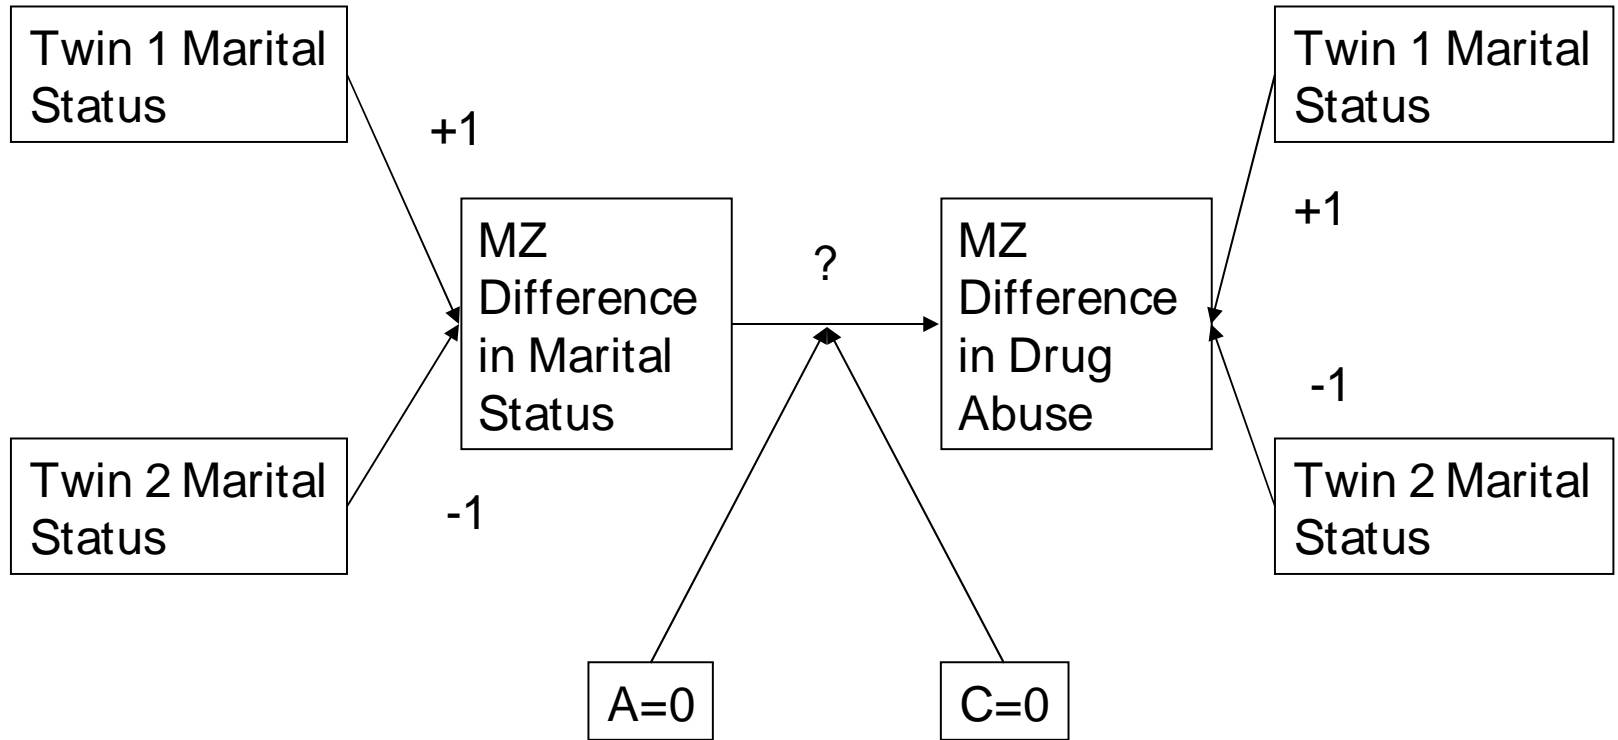 Twin 1 Marital
Status
+1
Twin 2 Marital
Status
-1
MZ
Difference
in Marital
Status
?
MZ
Difference
in Drug
Abuse
Twin 1 Marital
Status
+1
-1
Twin 2 Marital
Status
A=0
C=0